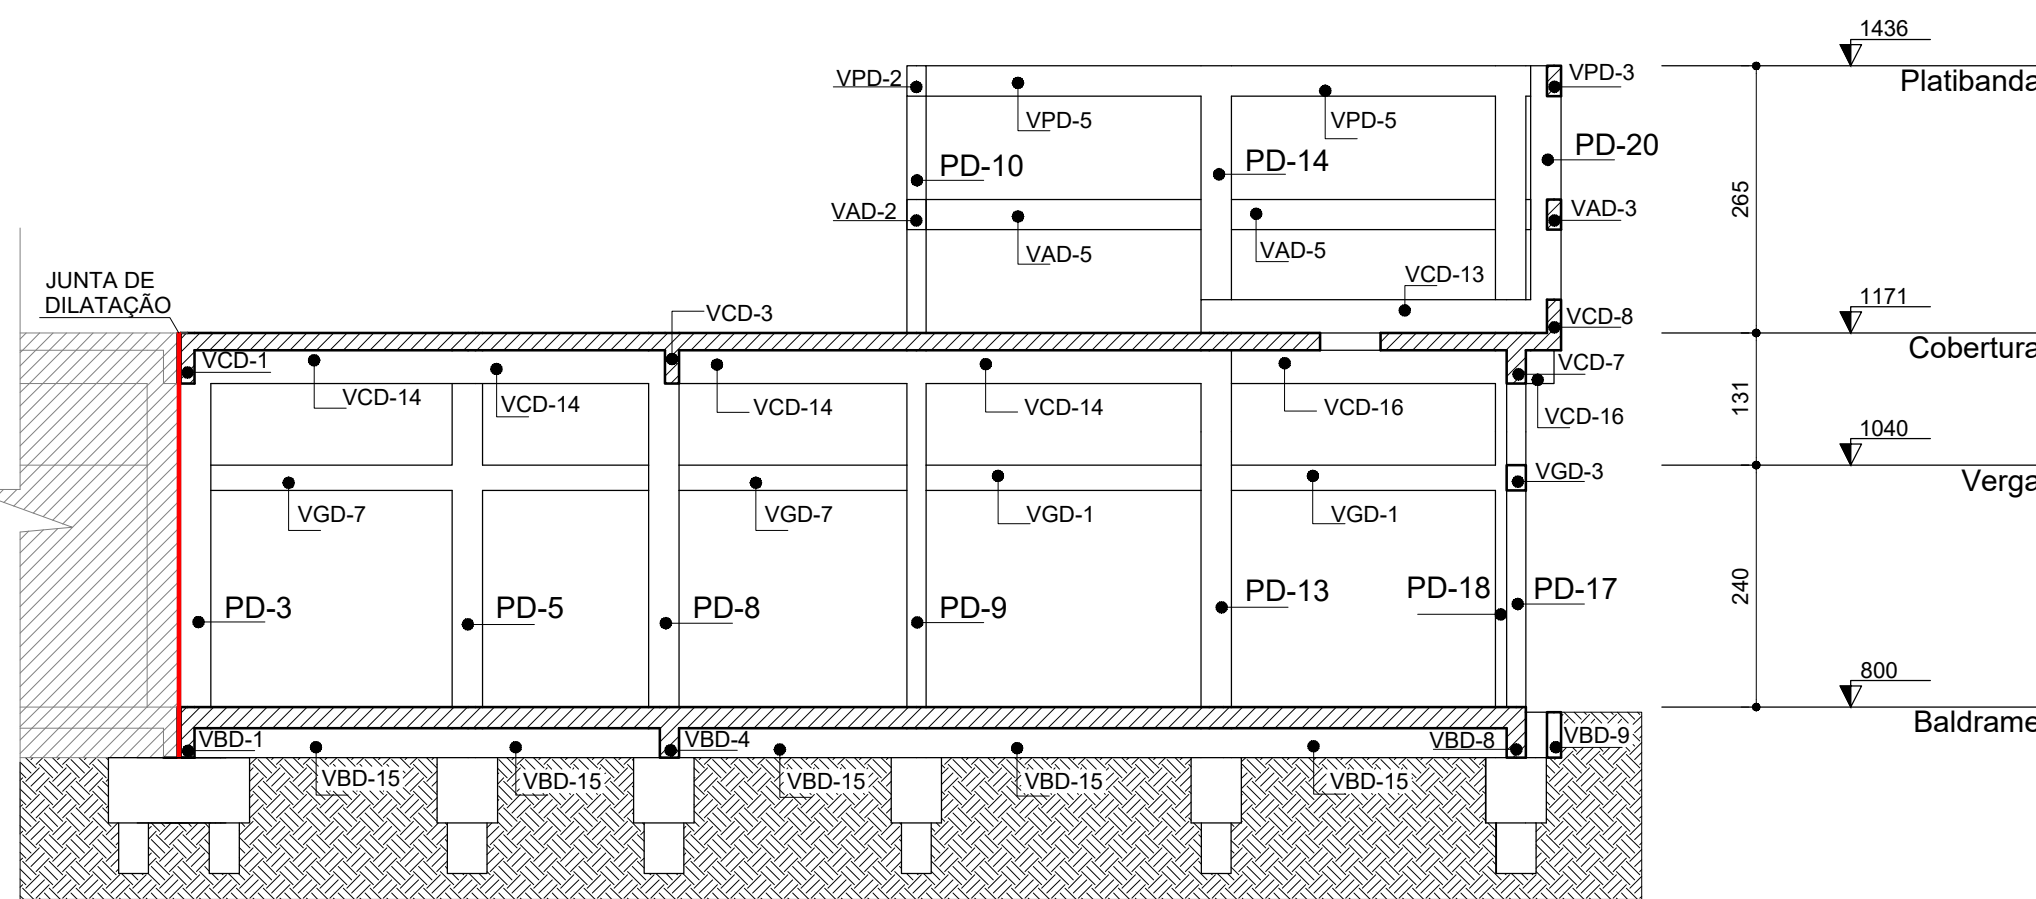 1436
Platibanda
VPD-2
VPD-3
VPD-5
VPD-5
PD-10
PD-14
PD-20
265
VAD-2
VAD-3
VAD-5
VAD-5
VCD-13
JUNTA DE
DILATAÇÃO
VCD-3
1171
VCD-8
Cobertura
VCD-1
VCD-7
VCD-14
VCD-14
VCD-14
VCD-14
VCD-16
VCD-16
131
1040
VGD-3
Verga
VGD-7
VGD-7
VGD-1
VGD-1
240
PD-3
PD-5
PD-8
PD-9
PD-13
PD-18
PD-17
800
Baldrame
VBD-1
VBD-4
VBD-8
VBD-9
VBD-15
VBD-15
VBD-15
VBD-15
VBD-15